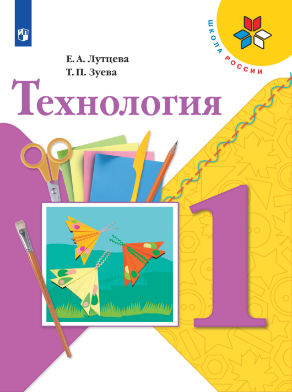 Е. А. Лутцева
Т. П. Зуева
ШКОЛА РОССИИ
Технология
1